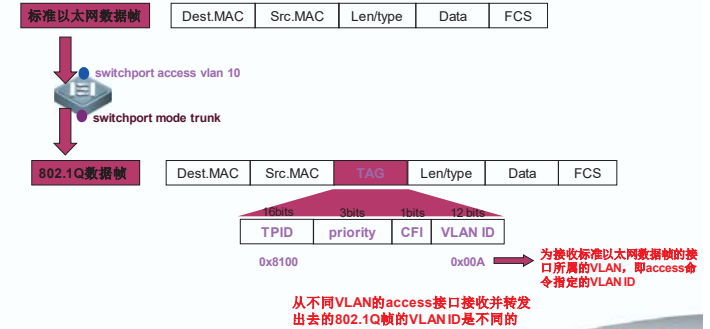 标准以太网数据帧 Dest.MAC Src.MAC Len/type Data FCS
switchport access vlan 10
switchport mode trunk
802.1Q数据帧 Dest.MAC Src.MAC TAG Len/type Data FCS
16bits 3bits 1bits 12 bits
TPID priority CFI VLAN ID
0x8100 0x00A
为接收标准以太网数据帧的接
口所属的VLAN，即access命
令指定的VLAN ID
从不同VLAN的access接口接收并转发
出去的802.1Q帧的VLAN ID是不同的